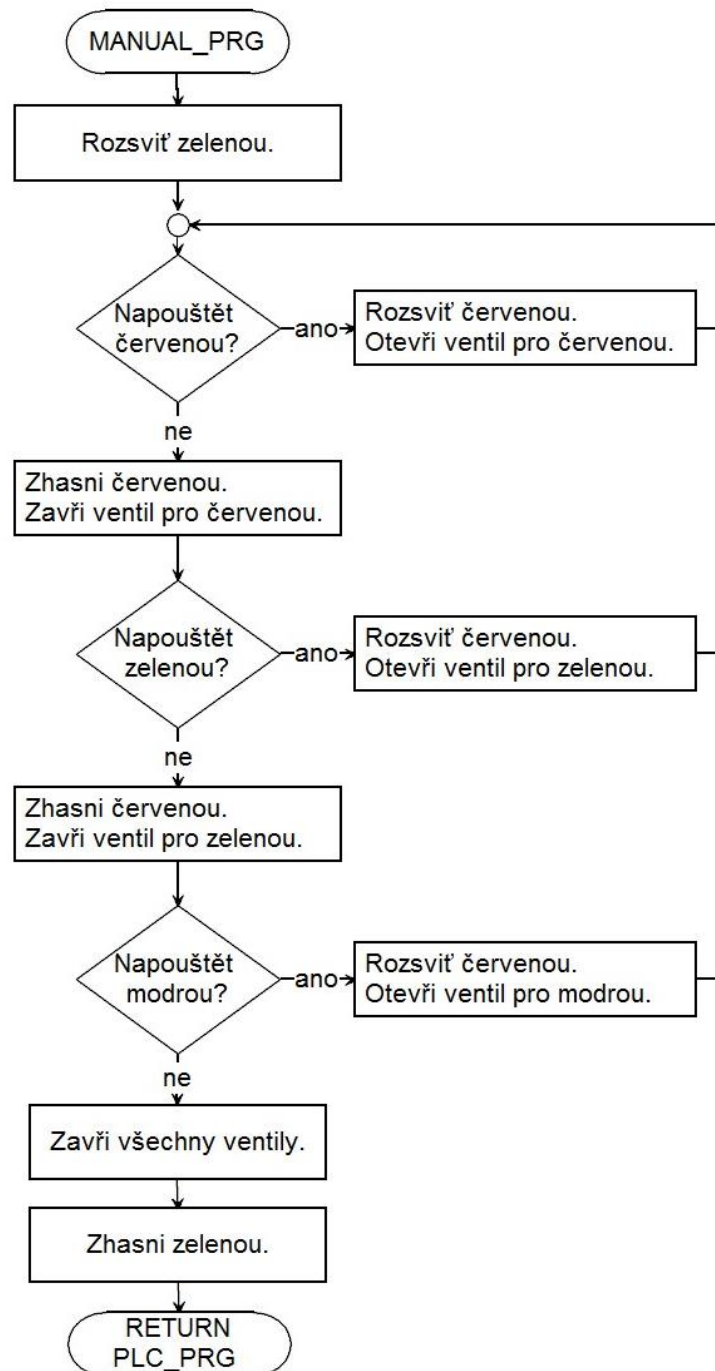 MANUAL_PRG
Rozsviť zelenou.
Napouštět
červenou?
ano
Rozsviť červenou.
Otevři ventil pro červenou.
ne
Zhasni červenou.
Zavři ventil pro červenou.
Napouštět
zelenou?
ano
Rozsviť červenou.
Otevři ventil pro zelenou.
ne
Zhasni červenou.
Zavři ventil pro zelenou.
Napouštět
modrou?
ano
Rozsviť červenou.
Otevři ventil pro modrou.
ne
Zavři všechny ventily.
Zhasni zelenou.
RETURN
PLC_PRG